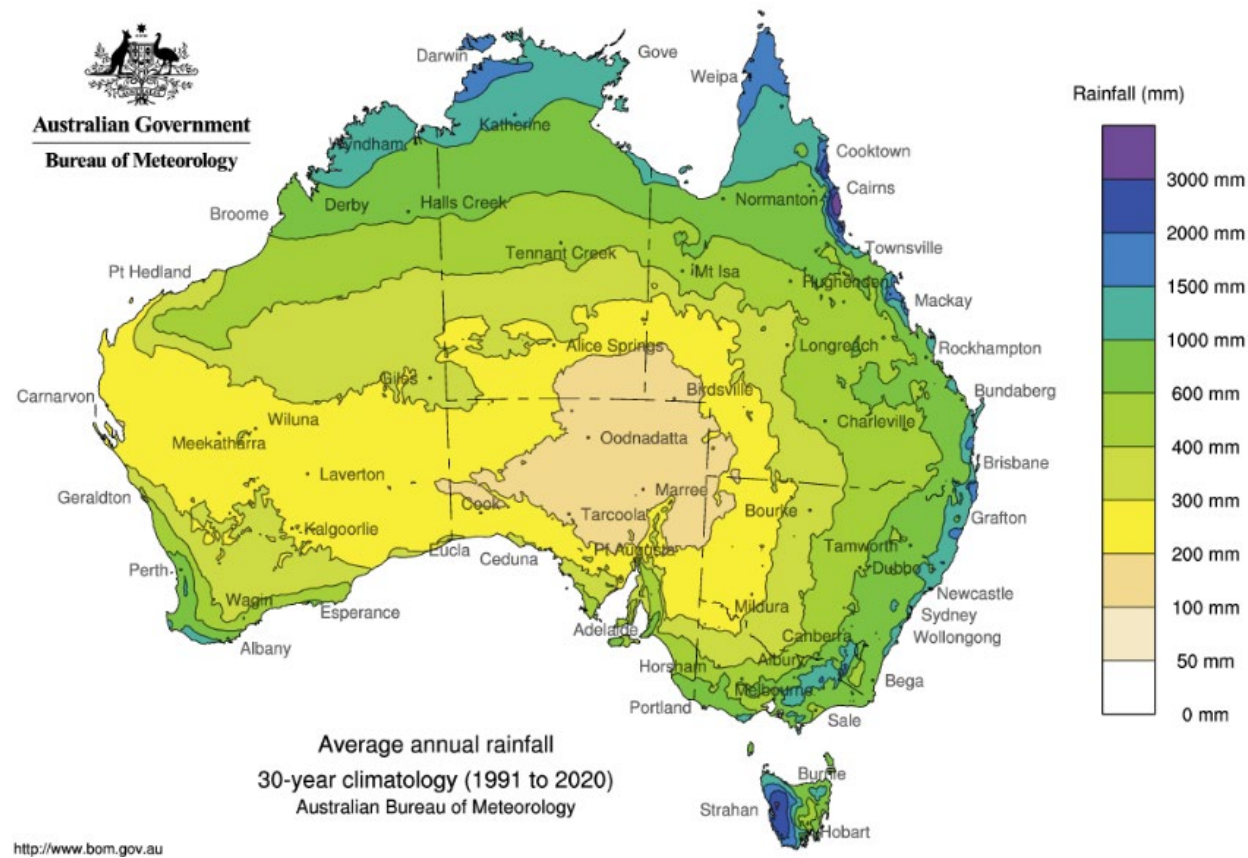 Australian Government
Bureau of Meteorology
Darwin
Gove
Weipa
Rainfall (mm)
Katherine
Wyndham
Cooktown
3000 mm
Cairns
Broome
Derby
Halls Creek
Normanton
2000 mm
Tennant Creek
Townsville
Pt Hedland
Mt Isa
Hughenden
1500 mm
Mackay
Alice Springs
Longreach
Rockhampton
1000 mm
Giles
Birdsville
Carnarvon
Bundaberg
600 mm
Wiluna
Charleville
Meekatharra
Oodnadatta
400 mm
Laverton
Brisbane
Geraldton
Marree
300 mm
Cook
Tarcoola
Bourke
Grafton
Kalgoorlie
Eucla
Ceduna
Pt Augusta
Tamworth
200 mm
Perth
Dubbo
Wagin
Esperance
Mildura
Newcastle
100 mm
Sydney
Adelaide
Canberra
Wollongong
Albany
Horsham
Albury
50 mm
Melbourne
Bega
Portland
Sale
0 mm
Average annual rainfall
30-year climatology (1991 to 2020)
Australian Bureau of Meteorology
Burnie
Strahan
Hobart
http://www.bom.gov.au